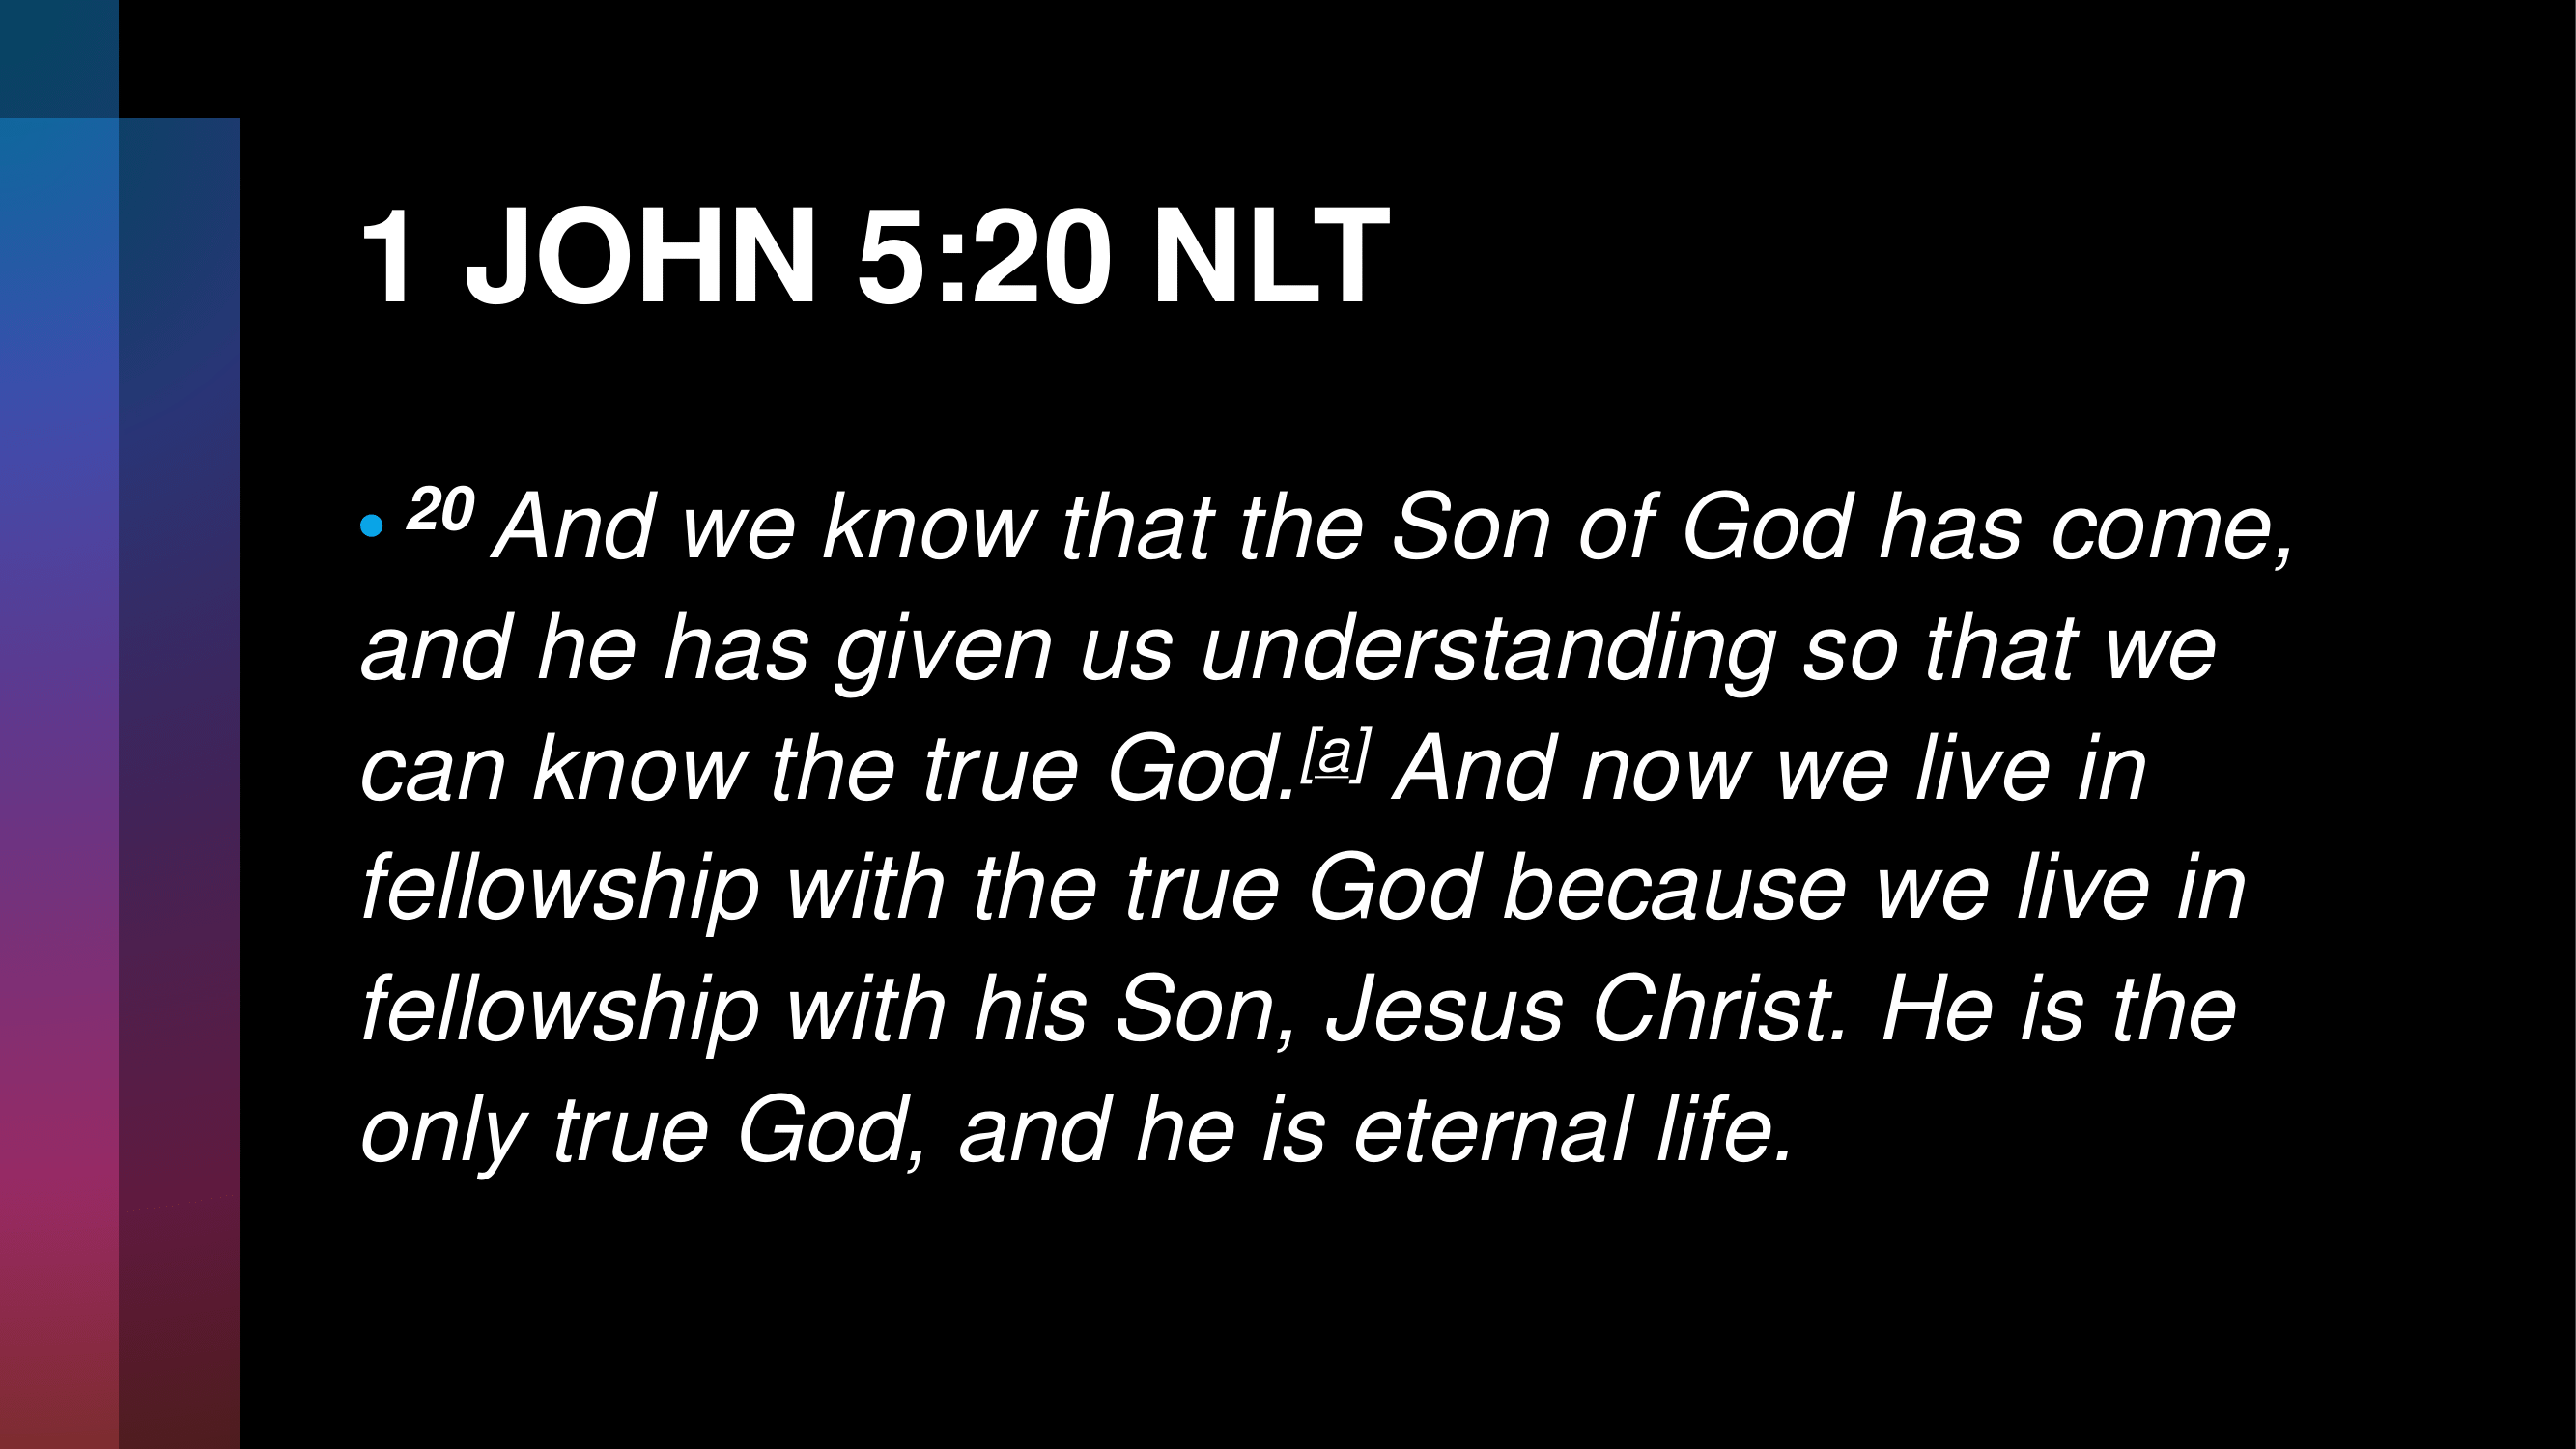 1 JOHN 5:20 NLT
• 20 And we know that the Son of God has come,
and he has given us understanding so that we
can know the true God.[a] And now we live in
fellowship with the true God because we live in
fellowship with his Son, Jesus Christ. He is the
only true God, and he is eternal life.